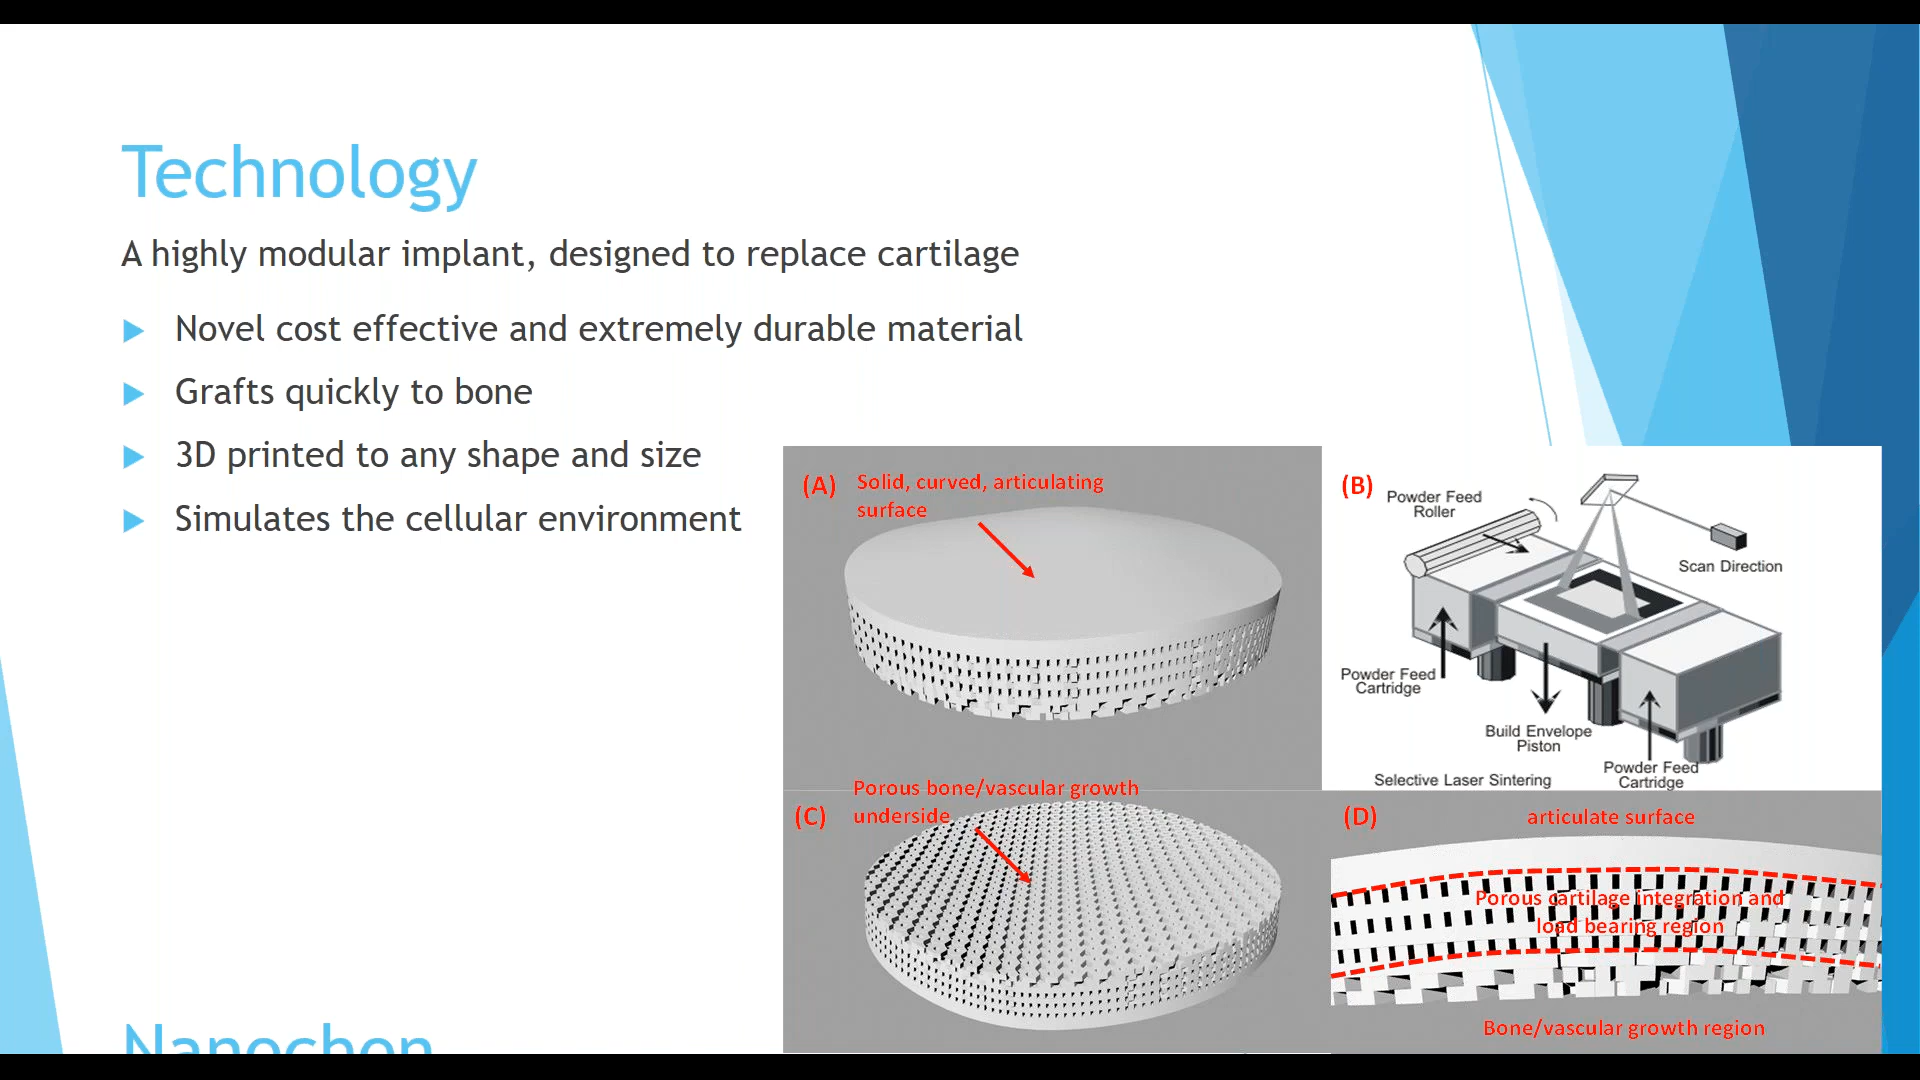 Technology
A highly modular implant, designed to replace cartilage
Novel cost effective and extremely durable material
Grafts quickly to bone
3D printed to any shape and size
Simulates the cellular environment
(A) Solid, curved, articulating
surface
(B)
Powder Feed
Roller
Scan Direction
Powder Feed
Cartridge
Build Envelope
Piston
Powder Feed
Cartridge
Selective Laser Sintering
(C) Porous bone/vascular growth
underside
(D) articulate surface
Porous cartilage integration and
load bearing region
Bone/vascular growth region
Nanochon